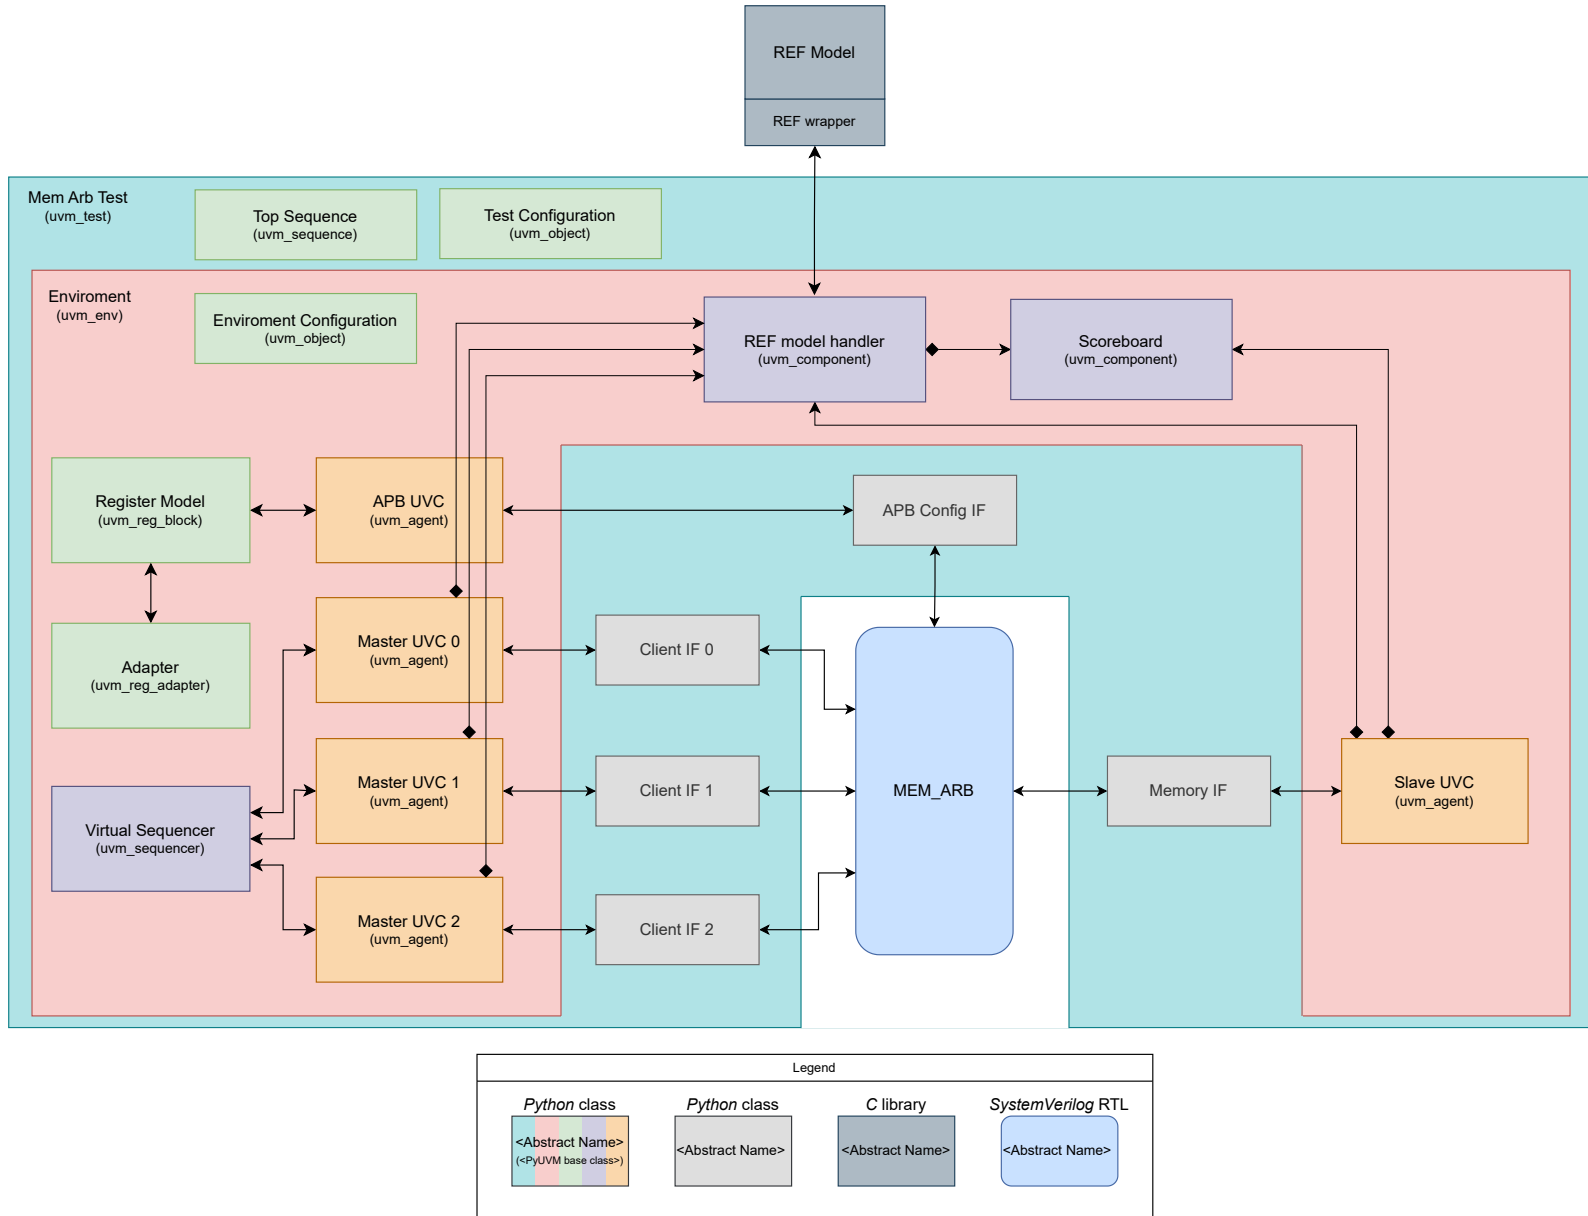 REF Model
REF wrapper
Mem Arb Test
(uvm_test)
Top Sequence
(uvm_sequence)
Test Configuration
(uvm_object)
Enviroment
(uvm_env)
Enviroment Configuration
(uvm_object)
REF model handler
(uvm_component)
Scoreboard
(uvm_component)
Register Model
(uvm_reg_block)
APB UVC
(uvm_agent)
APB Config IF
Adapter
(uvm_reg_adapter)
Master UVC 0
(uvm_agent)
Client IF 0
Virtual Sequencer
(uvm_sequencer)
Master UVC 1
(uvm_agent)
Client IF 1
MEM_ARB
Memory IF
Slave UVC
(uvm_agent)
Master UVC 2
(uvm_agent)
Client IF 2
Legend
Python class
<Abstract Name>
(<PyUVM base class>)
Python class
<Abstract Name>
C library
<Abstract Name>
SystemVerilog RTL
<Abstract Name>